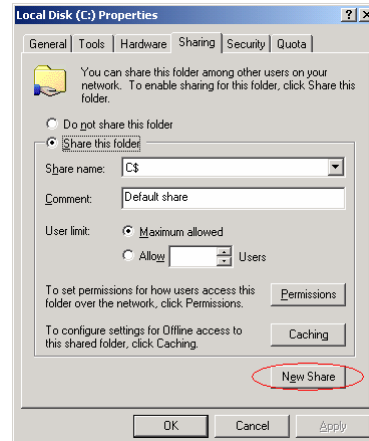 Local Disk (C:) Properties
General Tools Hardware Sharing Security Quota
You can share this folder among other users on your
network. To enable sharing for this folder, click Share this
folder.
Do not share this folder
Share this folder
Share name: C$
Comment: Default share
User limit: Maximum allowed
Allow Users
To set permissions for how users access this
folder over the network, click Permissions.
Permissions
To configure settings for Offline access to
this shared folder, click Caching.
Caching
New Share
OK Cancel Apply